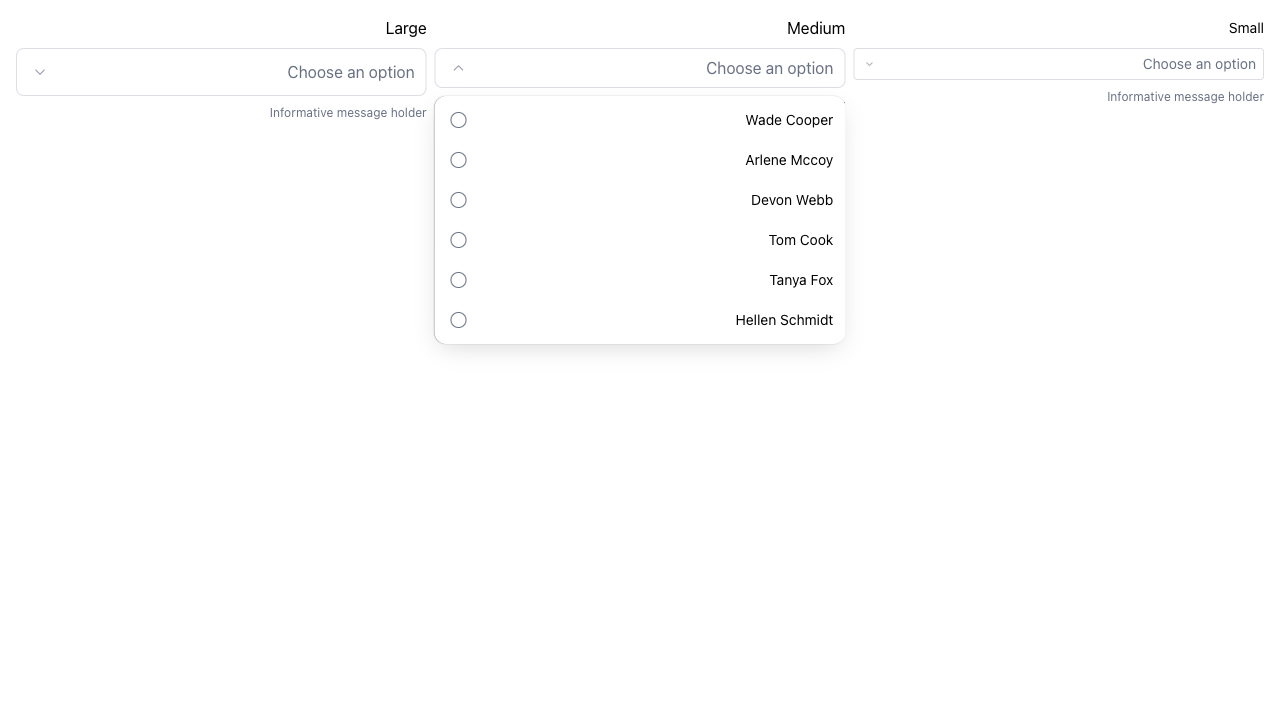 Large
Choose an option
Informative message holder
Medium
Choose an option
Wade Cooper
Arlene Mccoy
Devon Webb
Tom Cook
Tanya Fox
Hellen Schmidt
Small
Choose an option
Informative message holder